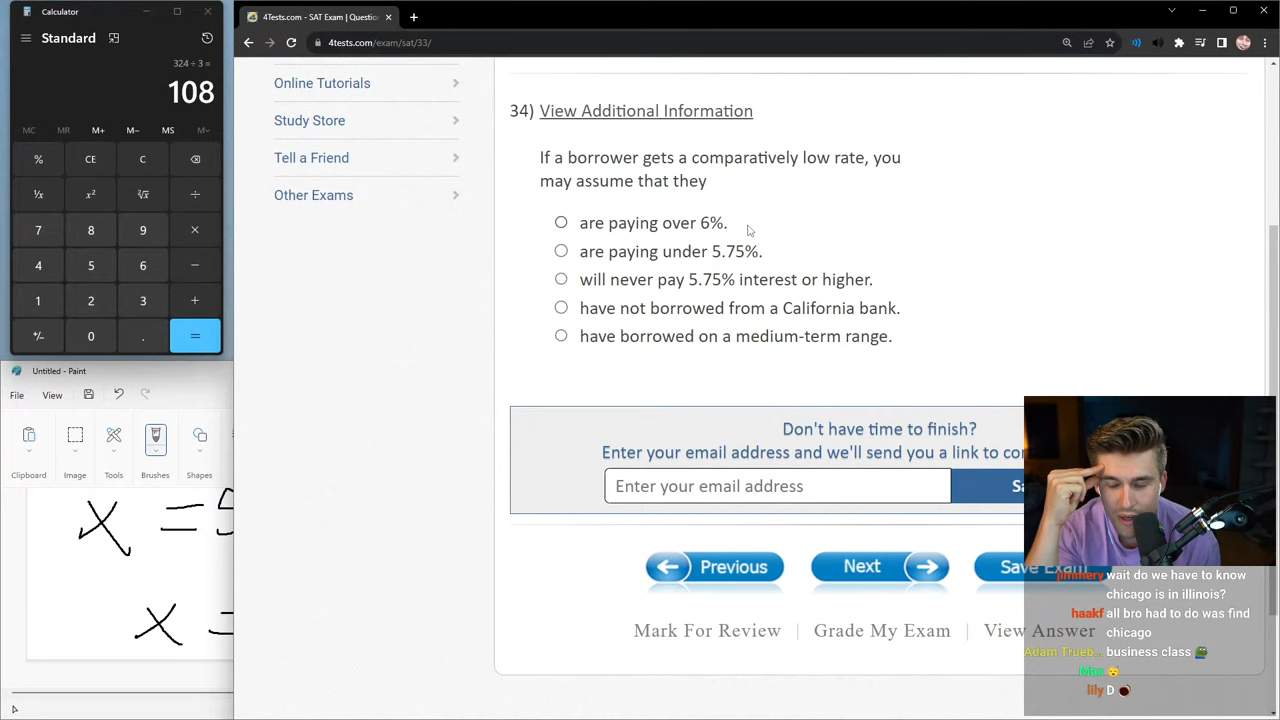 Calculator
Standard
324 ÷ 3 =
108
MC MR M+ M− MS M˅
% CE C
¹/x x² ²√x ÷
7 8 9 ×
4 5 6 −
1 2 3 +
+/− 0 . =
Untitled - Paint
File View
Clipboard Image Tools Brushes Shapes
x = 
x =
4Tests.com - SAT Exam | Question
4tests.com/exam/sat/33/
Online Tutorials
Study Store
Tell a Friend
Other Exams
34) View Additional Information
If a borrower gets a comparatively low rate, you
may assume that they
are paying over 6%.
are paying under 5.75%.
will never pay 5.75% interest or higher.
have not borrowed from a California bank.
have borrowed on a medium-term range.
Don't have time to finish?
Enter your email address and we'll send you a link to
Enter your email address
Previous Next Save Exam
Mark For Review | Grade My Exam | View Answer
jimmery wait do we have to know
chicago is in illinois?
haakf all bro had to do was find
chicago
Adam Trueb... business class
Max
lily D